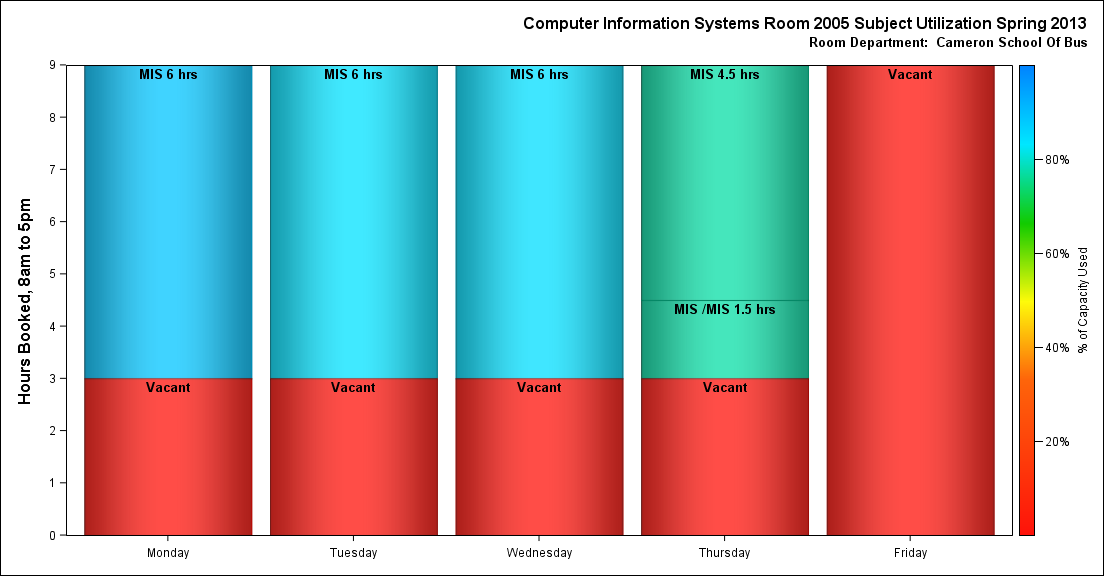 Computer Information Systems Room 2005 Subject Utilization Spring 2013
Room Department:  Cameron School Of Bus
Hours Booked, 8am to 5pm
9
8
7
6
5
4
3
2
1
0
MIS 6 hrs
MIS 6 hrs
MIS 6 hrs
MIS 4.5 hrs
Vacant
MIS /MIS 1.5 hrs
Vacant
Vacant
Vacant
Vacant
Monday
Tuesday
Wednesday
Thursday
Friday
80%
60%
40%
20%
% of Capacity Used